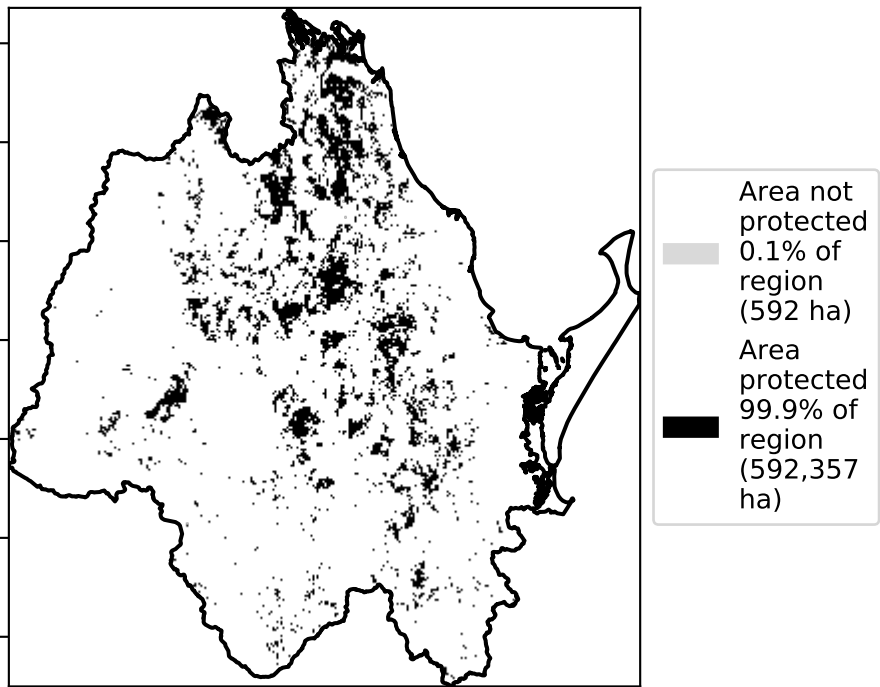 Area not
protected
0.1% of
region
(592 ha)
Area
protected
99.9% of
region
(592,357
ha)